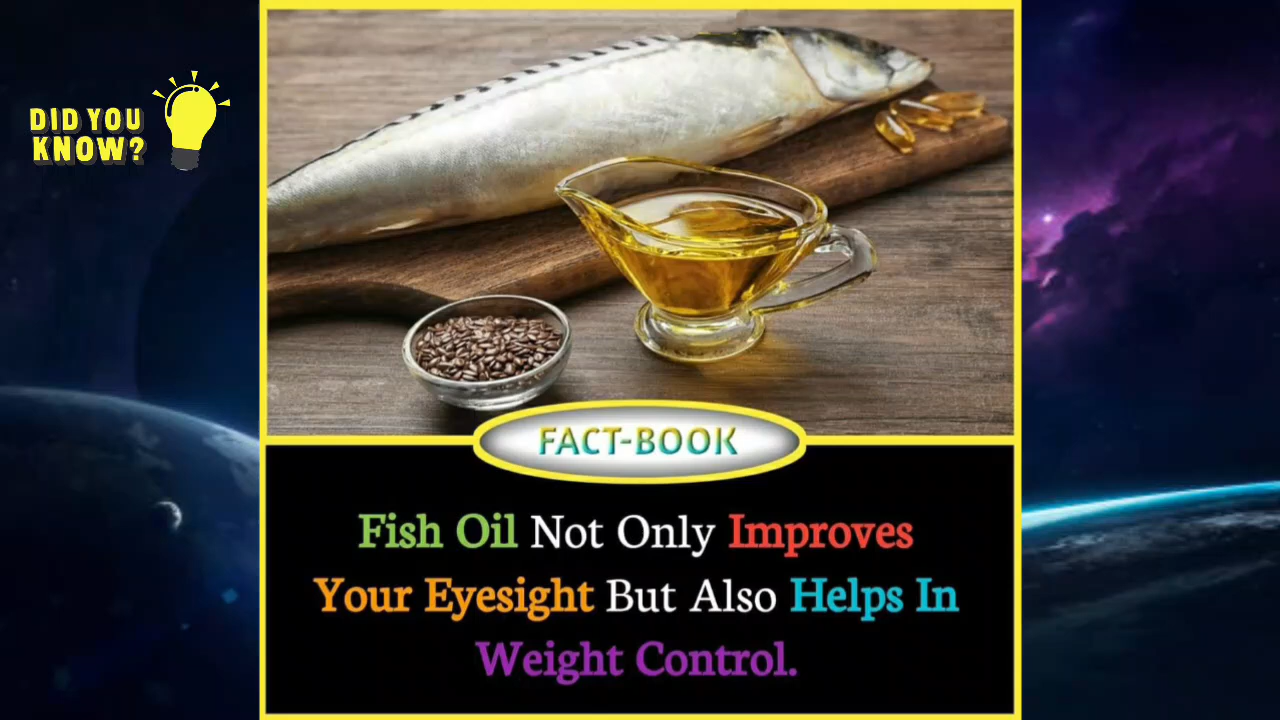 DID YOU
KNOW?
FACT-BOOK
Fish Oil Not Only Improves
Your Eyesight But Also Helps In
Weight Control.